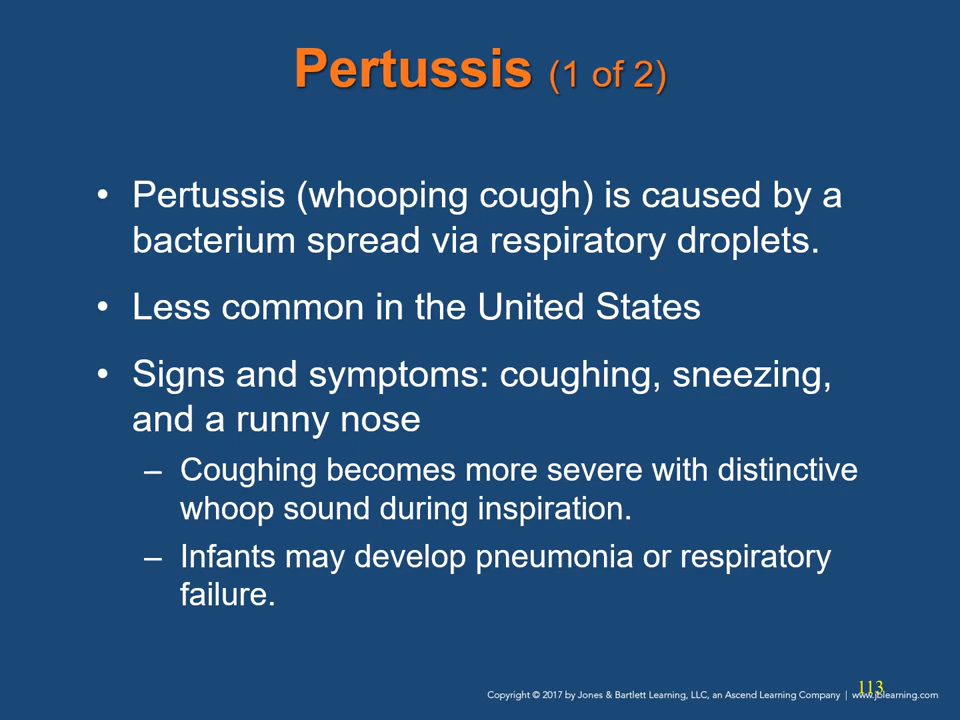 Pertussis (1 of 2)
• Pertussis (whooping cough) is caused by a
bacterium spread via respiratory droplets.
• Less common in the United States
• Signs and symptoms: coughing, sneezing,
and a runny nose
– Coughing becomes more severe with distinctive
whoop sound during inspiration.
– Infants may develop pneumonia or respiratory
failure.
113
Copyright © 2017 by Jones & Bartlett Learning, LLC, an Ascend Learning Company | www.jblearning.com